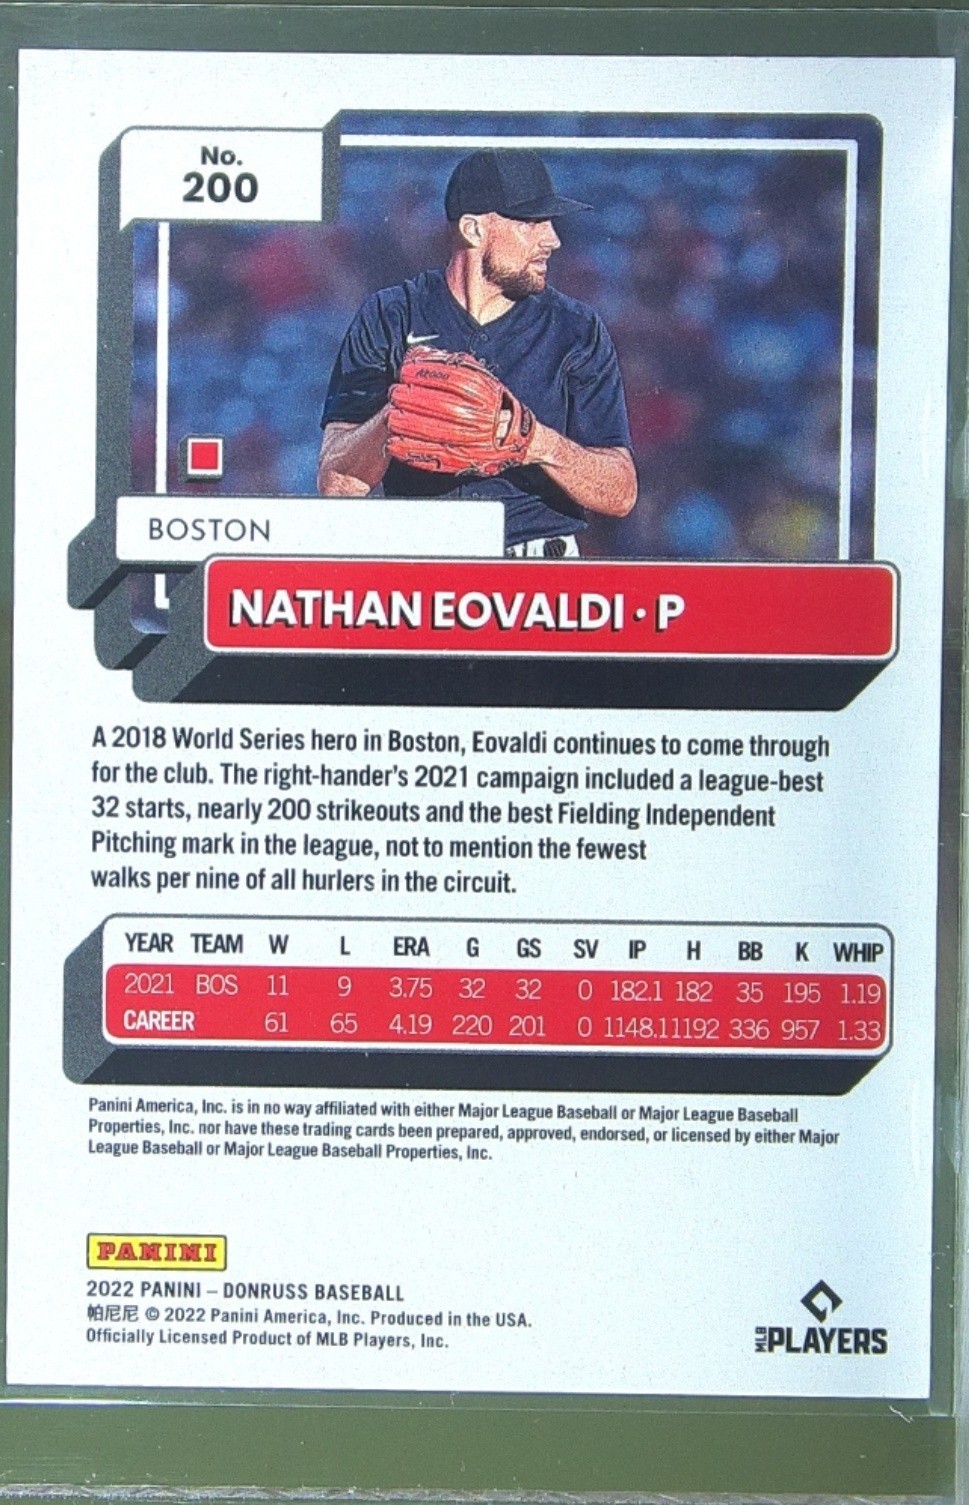 No.
200
A2000
BOSTON
NATHAN EOVALDI • P
A 2018 World Series hero in Boston, Eovaldi continues to come through
for the club. The right-hander's 2021 campaign included a league-best
32 starts, nearly 200 strikeouts and the best Fielding Independent
Pitching mark in the league, not to mention the fewest
walks per nine of all hurlers in the circuit.
YEAR TEAM W L ERA G GS SV IP H BB K WHIP
2021 BOS 11 9 3.75 32 32 0 182.1 182 35 195 1.19
CAREER 61 65 4.19 220 201 0 1148.1 1192 336 957 1.33
Panini America, Inc. is in no way affiliated with either Major League Baseball or Major League Baseball
Properties, Inc. nor have these trading cards been prepared, approved, endorsed, or licensed by either Major
League Baseball or Major League Baseball Properties, Inc.
PANINI
2022 PANINI – DONRUSS BASEBALL
帕尼尼 © 2022 Panini America, Inc. Produced in the USA.
Officially Licensed Product of MLB Players, Inc.
MLB PLAYERS